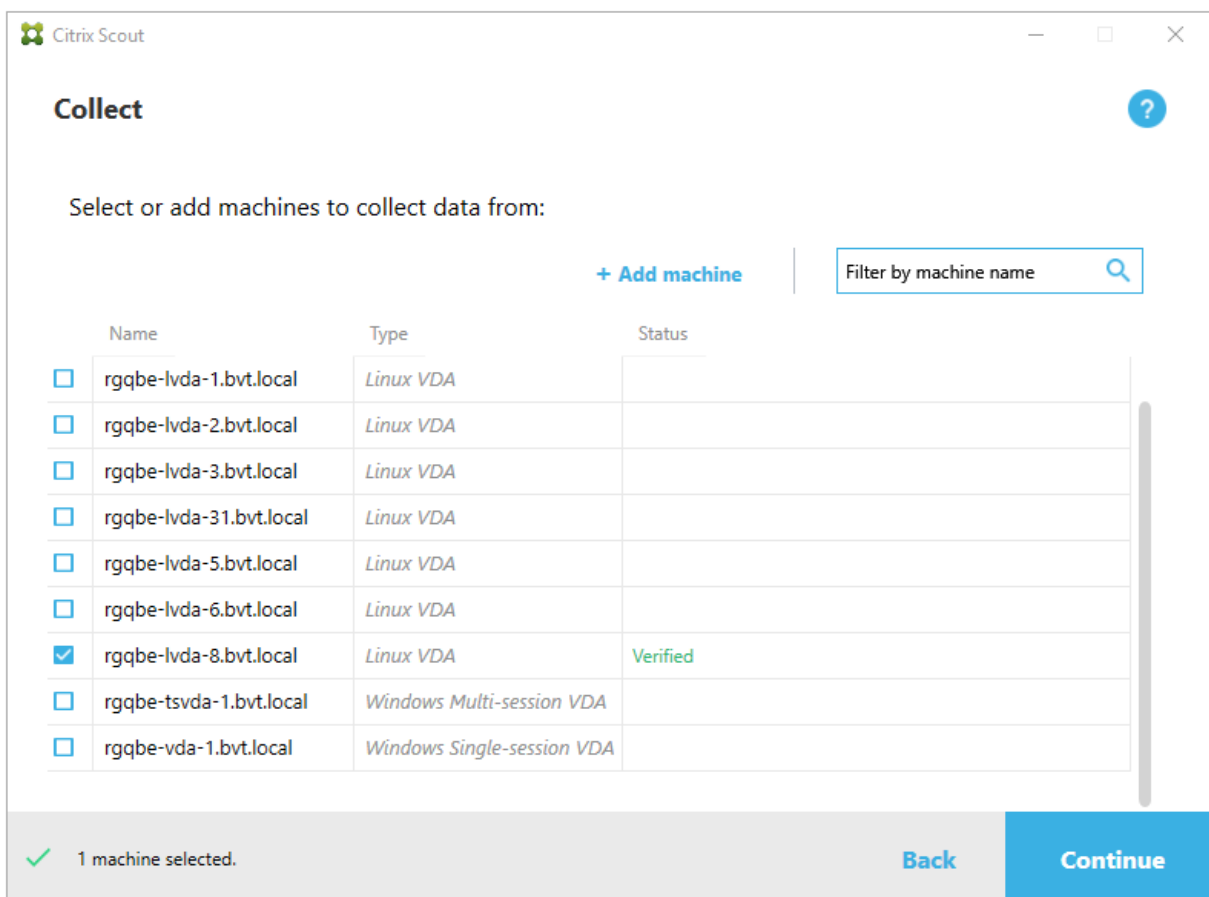 Citrix Scout
Collect
?
Select or add machines to collect data from:
+ Add machine
Filter by machine name
Name Type Status
rgqbe-lvda-1.bvt.local Linux VDA
rgqbe-lvda-2.bvt.local Linux VDA
rgqbe-lvda-3.bvt.local Linux VDA
rgqbe-lvda-31.bvt.local Linux VDA
rgqbe-lvda-5.bvt.local Linux VDA
rgqbe-lvda-6.bvt.local Linux VDA
rgqbe-lvda-8.bvt.local Linux VDA Verified
rgqbe-tsvda-1.bvt.local Windows Multi-session VDA
rgqbe-vda-1.bvt.local Windows Single-session VDA
1 machine selected.
Back
Continue